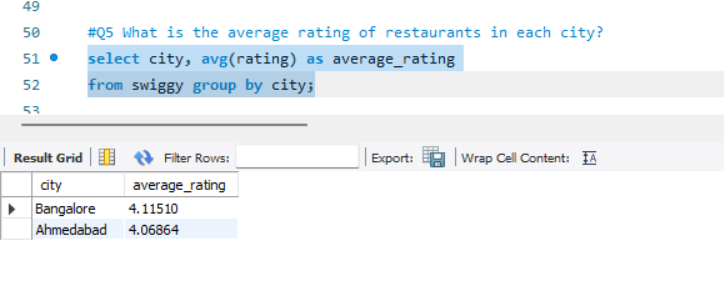 49
50 #Q5 What is the average rating of restaurants in each city?
51 select city, avg(rating) as average_rating
52 from swiggy group by city;
53
Result Grid Filter Rows: Export: Wrap Cell Content: IA
city average_rating
Bangalore 4.11510
Ahmedabad 4.06864